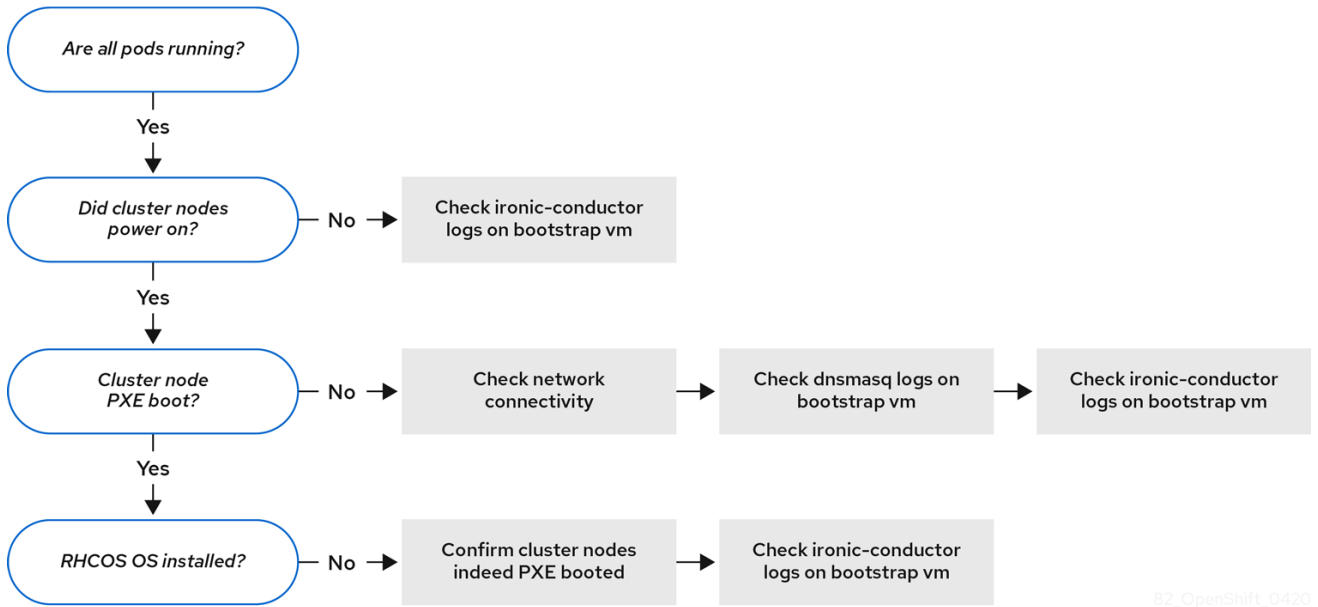 Are all pods running?
Yes
Did cluster nodes
power on?
No
Check ironic-conductor
logs on bootstrap vm
Yes
Cluster node
PXE boot?
No
Check network
connectivity
Check dnsmasq logs on
bootstrap vm
Check ironic-conductor
logs on bootstrap vm
Yes
RHCOS OS installed?
No
Confirm cluster nodes
indeed PXE booted
Check ironic-conductor
logs on bootstrap vm
82_OpenShift_0420